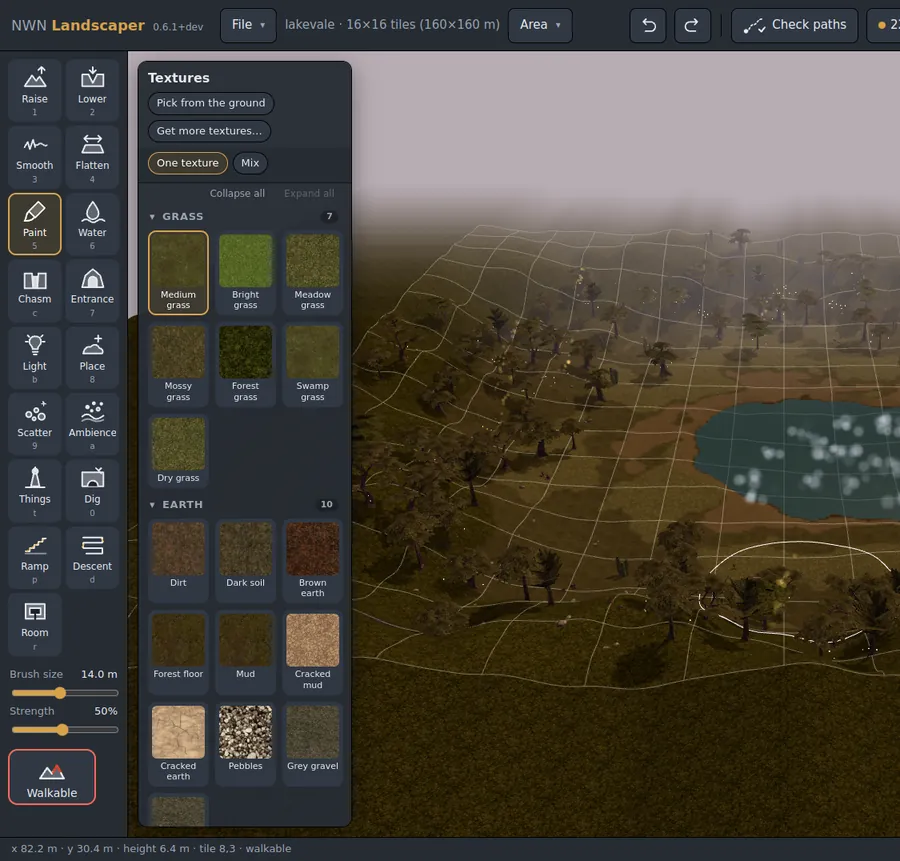 NWN Landscaper 0.6.1+dev File ▾ lakevale · 16×16 tiles (160×160 m) Area ▾ Check paths
Raise Lower
1 2
Smooth Flatten
3 4
Paint Water
5 6
Chasm Entrance
c 7
Light Place
b 8
Scatter Ambience
9 a
Things Dig
t 0
Ramp Descent
p d
Room
r
Brush size 14.0 m
Strength 50%
Walkable
Textures
Pick from the ground
Get more textures...
One texture Mix
Collapse all Expand all
▾ GRASS 7
Medium grass
Bright grass
Meadow grass
Mossy grass
Forest grass
Swamp grass
Dry grass
▾ EARTH 10
Dirt
Dark soil
Brown earth
Forest floor
Mud
Cracked mud
Cracked earth
Pebbles
Grey gravel
x 82.2 m · y 30.4 m · height 6.4 m · tile 8,3 · walkable